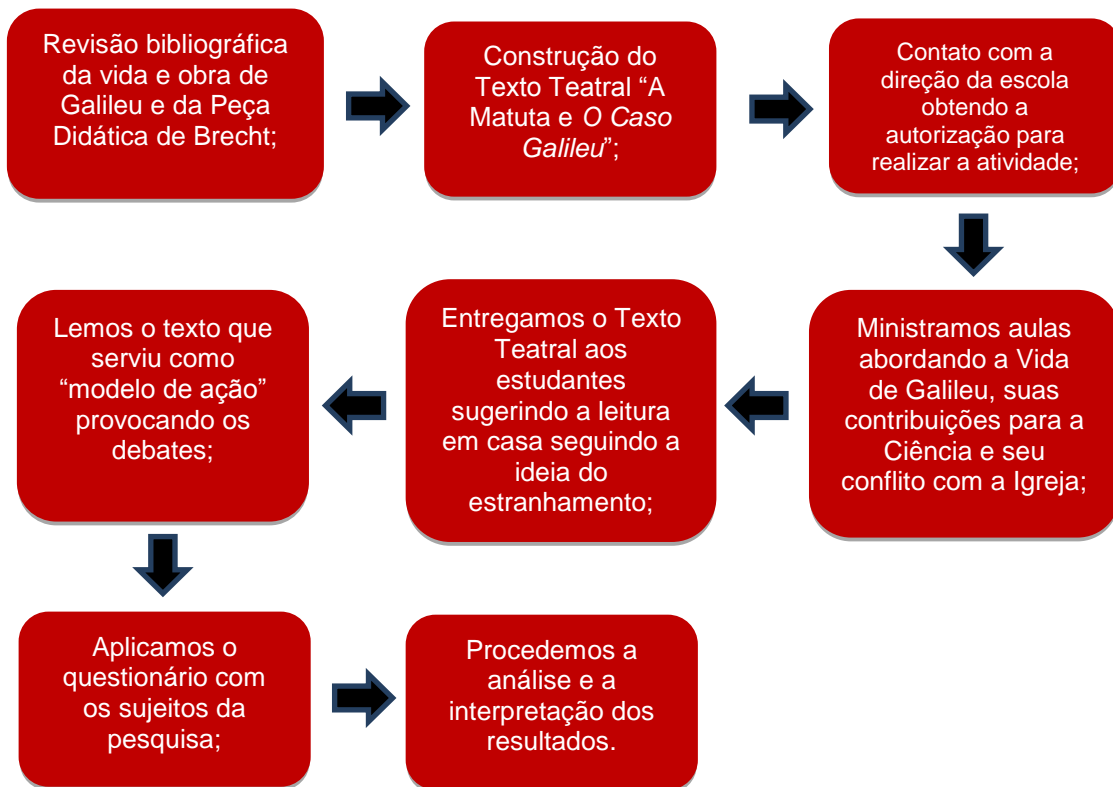 Revisão bibliográfica
da vida e obra de
Galileu e da Peça
Didática de Brecht;
Construção do
Texto Teatral “A
Matuta e O Caso
Galileu”;
Contato com a
direção da escola
obtendo a
autorização para
realizar a atividade;
Ministramos aulas
abordando a Vida
de Galileu, suas
contribuições para a
Ciência e seu
conflito com a Igreja;
Entregamos o Texto
Teatral aos
estudantes
sugerindo a leitura
em casa seguindo a
ideia do
estranhamento;
Lemos o texto que
serviu como
“modelo de ação”
provocando os
debates;
Aplicamos o
questionário com
os sujeitos da
pesquisa;
Procedemos a
análise e a
interpretação dos
resultados.